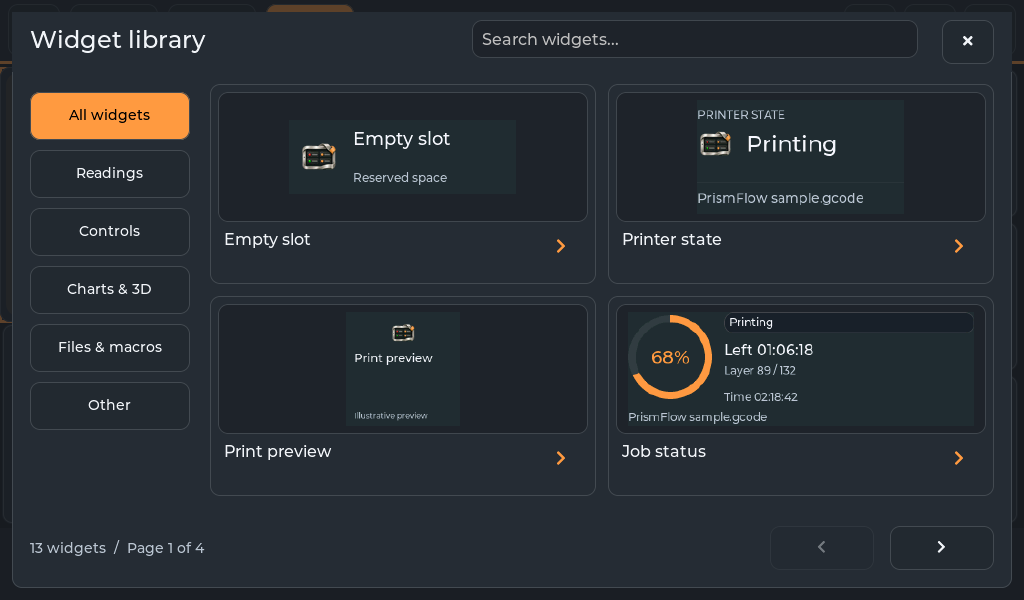 Widget library
Search widgets...
All widgets
Readings
Controls
Charts & 3D
Files & macros
Other
Empty slot
Reserved space
Empty slot
PRINTER STATE
Printing
PrismFlow sample.gcode
Printer state
Print preview
Illustrative preview
Print preview
68%
Printing
Left 01:06:18
Layer 89 / 132
Time 02:18:42
PrismFlow sample.gcode
Job status
13 widgets / Page 1 of 4